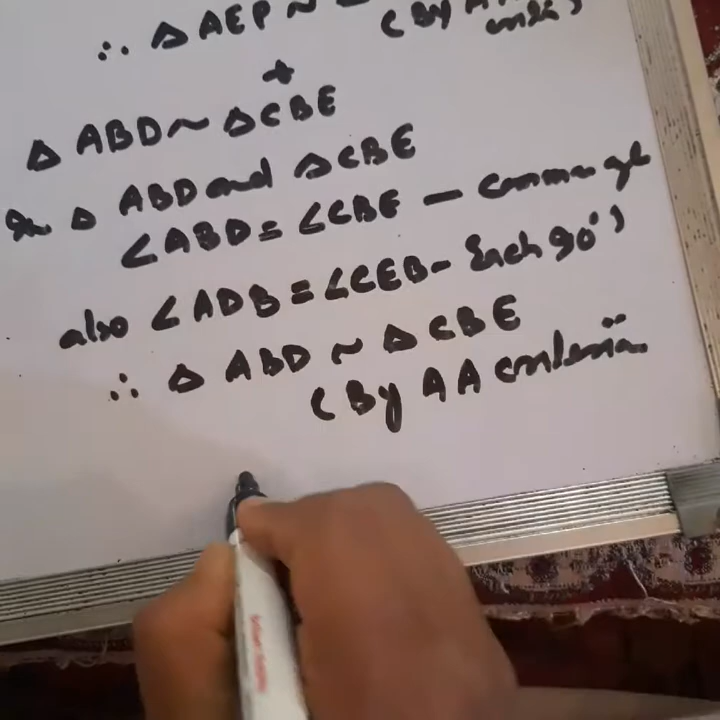 ∴ Δ AEP ~
(By A
Δ ABD ~ Δ CBE
In Δ ABD and Δ CBE
∠ABD = ∠CBE - common
also ∠ADB = ∠CEB - Each 90°
∴ Δ ABD ~ Δ CBE
(By AA